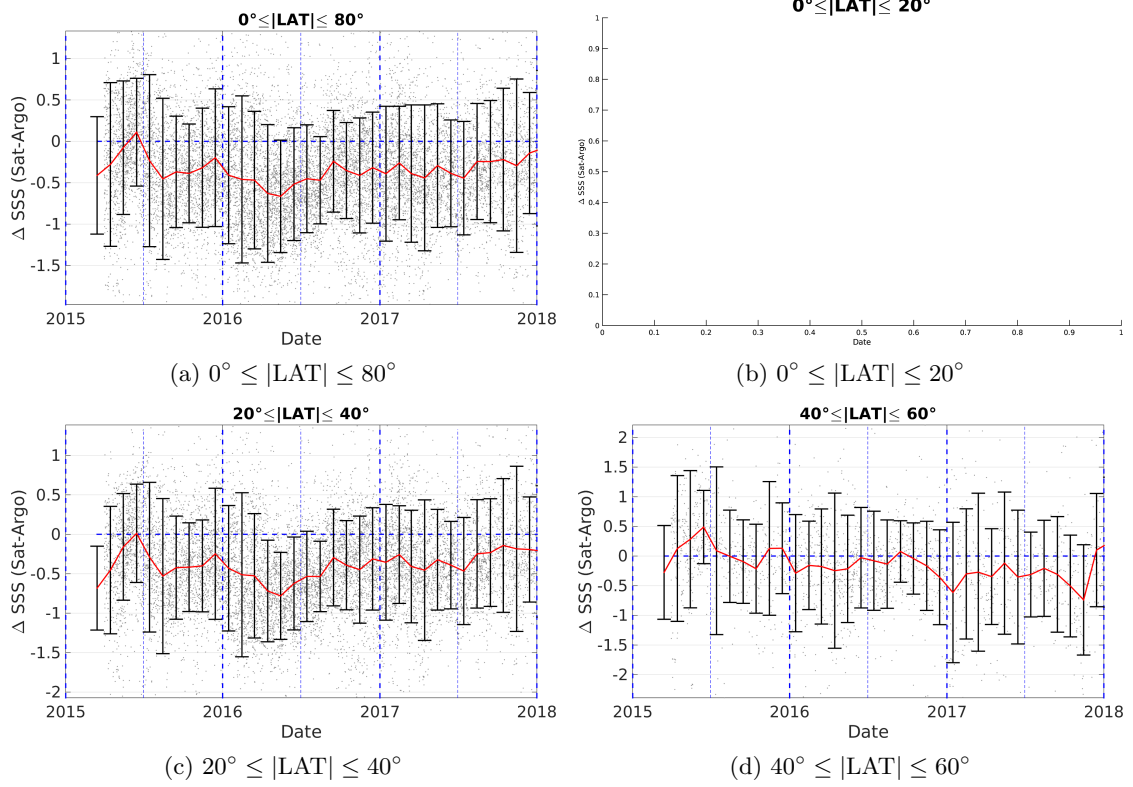 0°≤|LAT|≤ 80°
Δ SSS (Sat-Argo)
1
0.5
0
-0.5
-1
-1.5
2015 2016 2017 2018
Date
(a) 0° ≤ |LAT| ≤ 80°
0°≤|LAT|≤ 20°
Δ SSS (Sat-Argo)
1
0.9
0.8
0.7
0.6
0.5
0.4
0.3
0.2
0.1
0
0 0.1 0.2 0.3 0.4 0.5 0.6 0.7 0.8 0.9 1
Date
(b) 0° ≤ |LAT| ≤ 20°
20°≤|LAT|≤ 40°
Δ SSS (Sat-Argo)
1
0.5
0
-0.5
-1
-1.5
-2
2015 2016 2017 2018
Date
(c) 20° ≤ |LAT| ≤ 40°
40°≤|LAT|≤ 60°
Δ SSS (Sat-Argo)
2
1.5
1
0.5
0
-0.5
-1
-1.5
-2
2015 2016 2017 2018
Date
(d) 40° ≤ |LAT| ≤ 60°